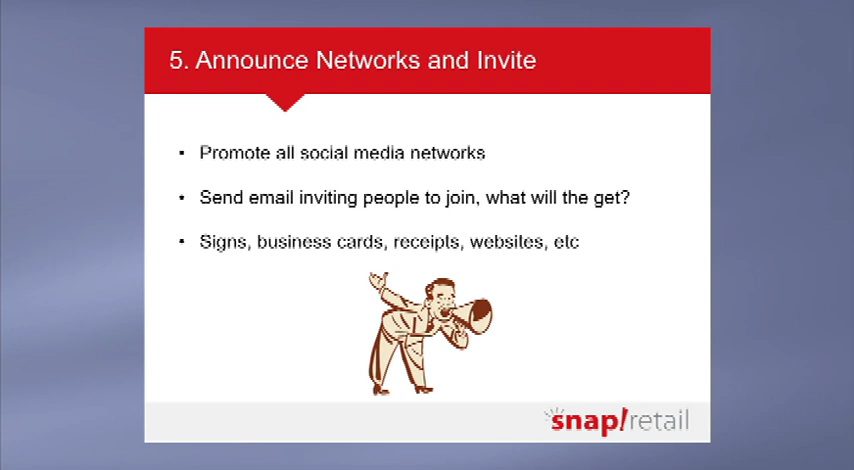 5. Announce Networks and Invite
• Promote all social media networks
• Send email inviting people to join, what will the get?
• Signs, business cards, receipts, websites, etc
snap!retail